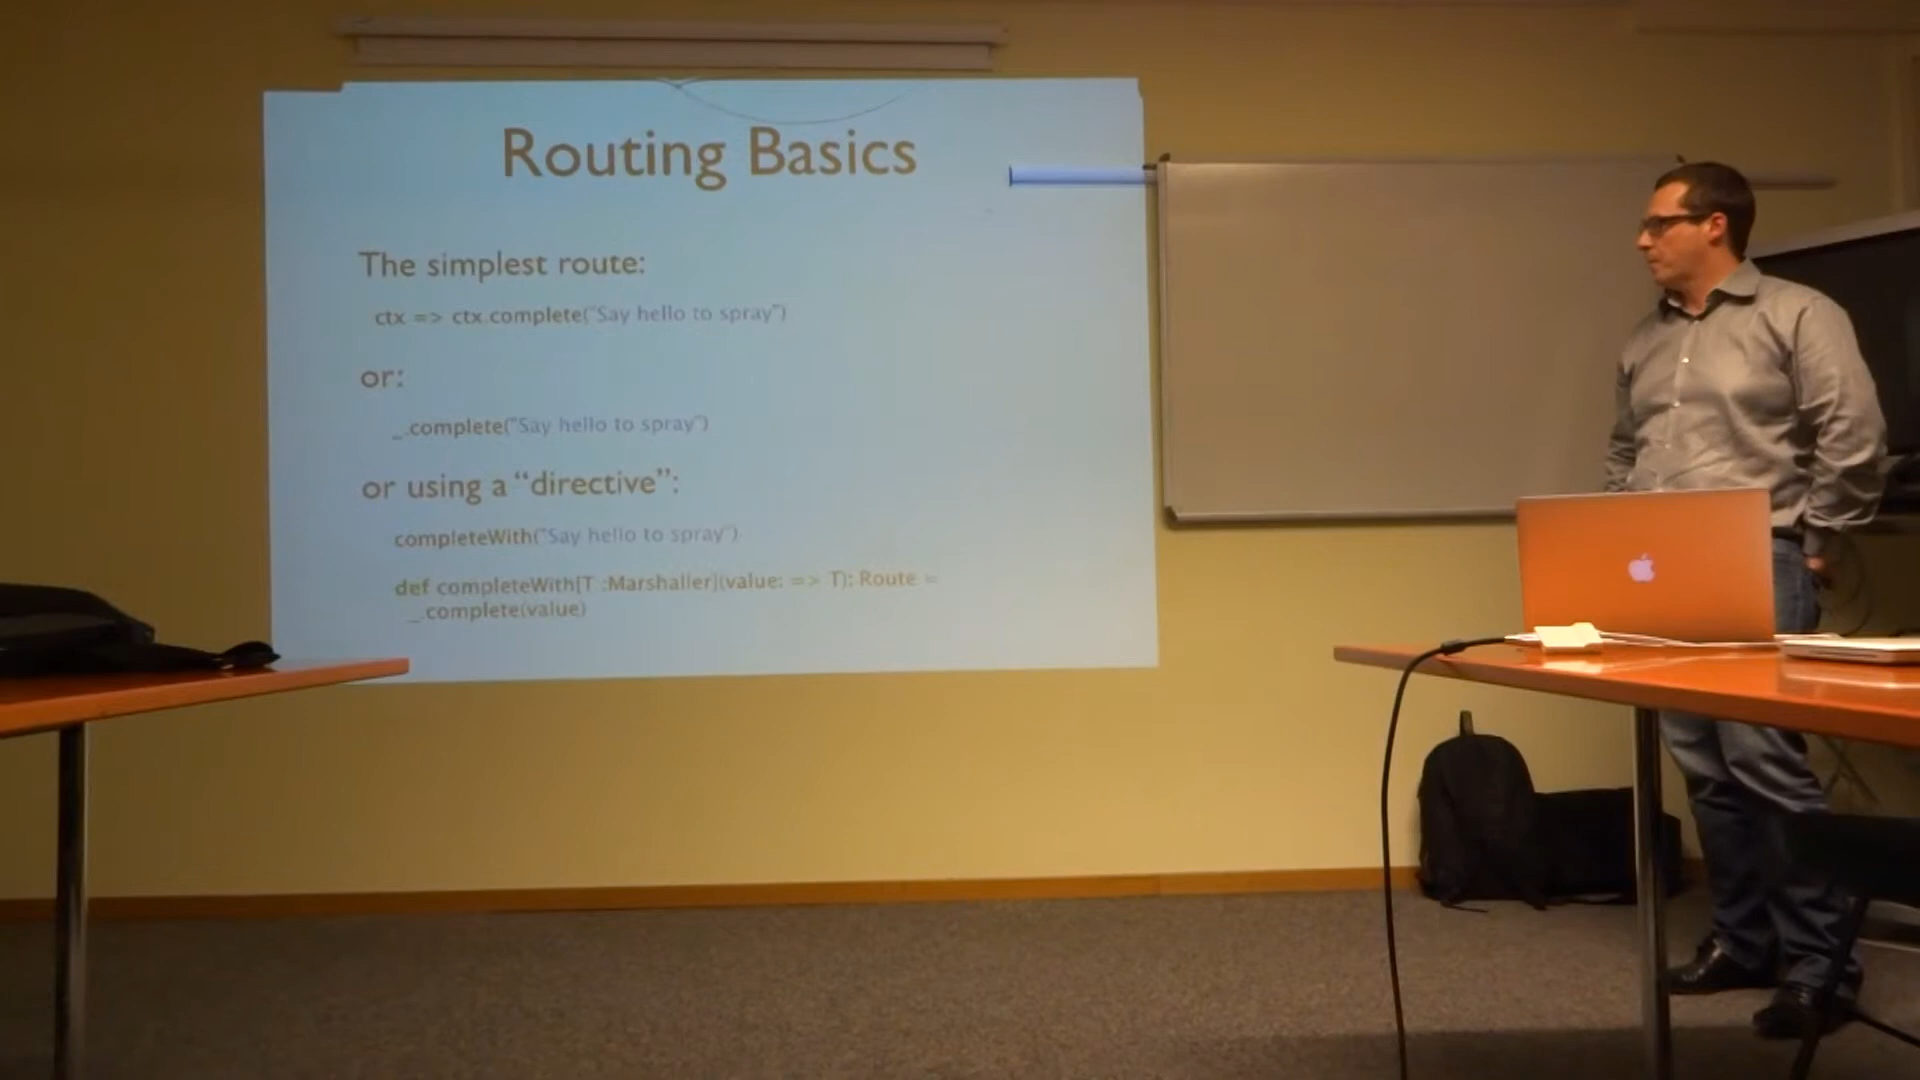 Routing Basics
The simplest route:
ctx => ctx.complete("Say hello to spray")
or:
_.complete("Say hello to spray")
or using a “directive”:
completeWith("Say hello to spray")
def completeWith[T :Marshaller](value: => T): Route =
_.complete(value)